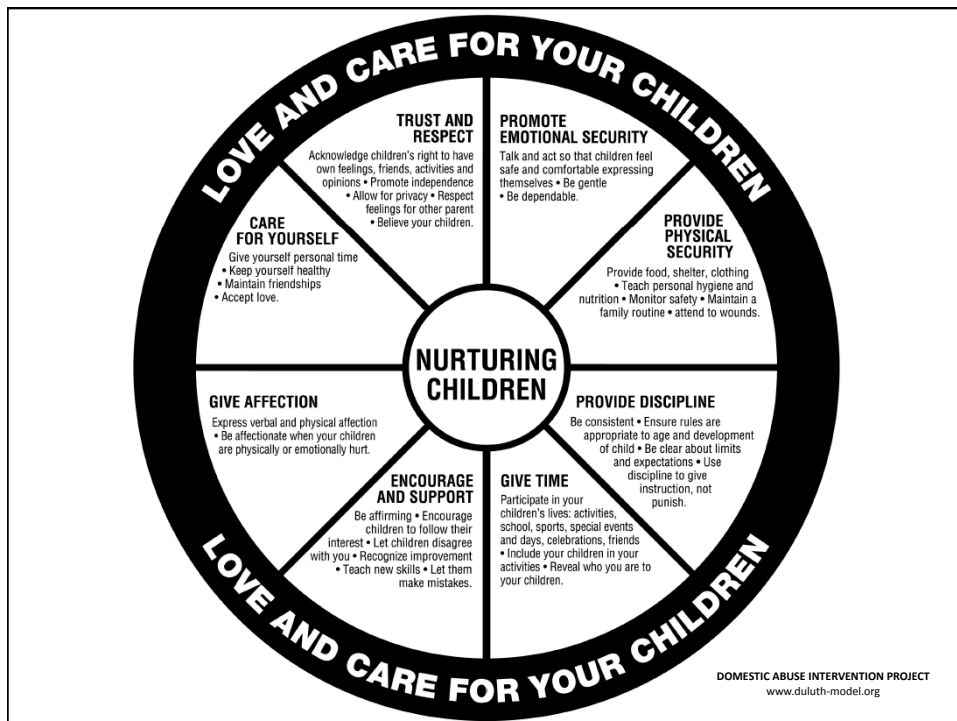 LOVE AND CARE FOR YOUR CHILDREN
TRUST AND
RESPECT
Acknowledge children's right to have
own feelings, friends, activities and
opinions • Promote independence
• Allow for privacy • Respect
feelings for other parent
• Believe your children.
PROMOTE
EMOTIONAL SECURITY
Talk and act so that children feel
safe and comfortable expressing
themselves • Be gentle
• Be dependable.
CARE
FOR YOURSELF
Give yourself personal time
• Keep yourself healthy
• Maintain friendships
• Accept love.
PROVIDE
PHYSICAL
SECURITY
Provide food, shelter, clothing
• Teach personal hygiene and
nutrition • Monitor safety • Maintain a
family routine • attend to wounds.
NURTURING
CHILDREN
GIVE AFFECTION
Express verbal and physical affection
• Be affectionate when your children
are physically or emotionally hurt.
PROVIDE DISCIPLINE
Be consistent • Ensure rules are
appropriate to age and development
of child • Be clear about limits
and expectations • Use
discipline to give
instruction, not
punish.
ENCOURAGE
AND SUPPORT
Be affirming • Encourage
children to follow their
interest • Let children disagree
with you • Recognize improvement
• Teach new skills • Let them
make mistakes.
GIVE TIME
Participate in your
children's lives: activities,
school, sports, special events
and days, celebrations, friends
• Include your children in your
activities • Reveal who you are to
your children.
LOVE AND CARE FOR YOUR CHILDREN
DOMESTIC ABUSE INTERVENTION PROJECT
www.duluth-model.org